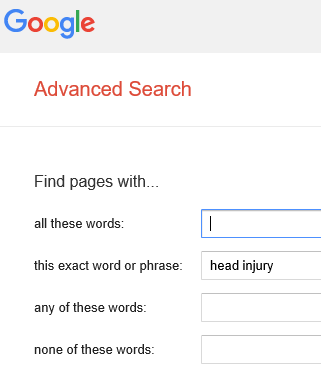 Google
Advanced Search
Find pages with...
all these words:
this exact word or phrase: head injury
any of these words:
none of these words: